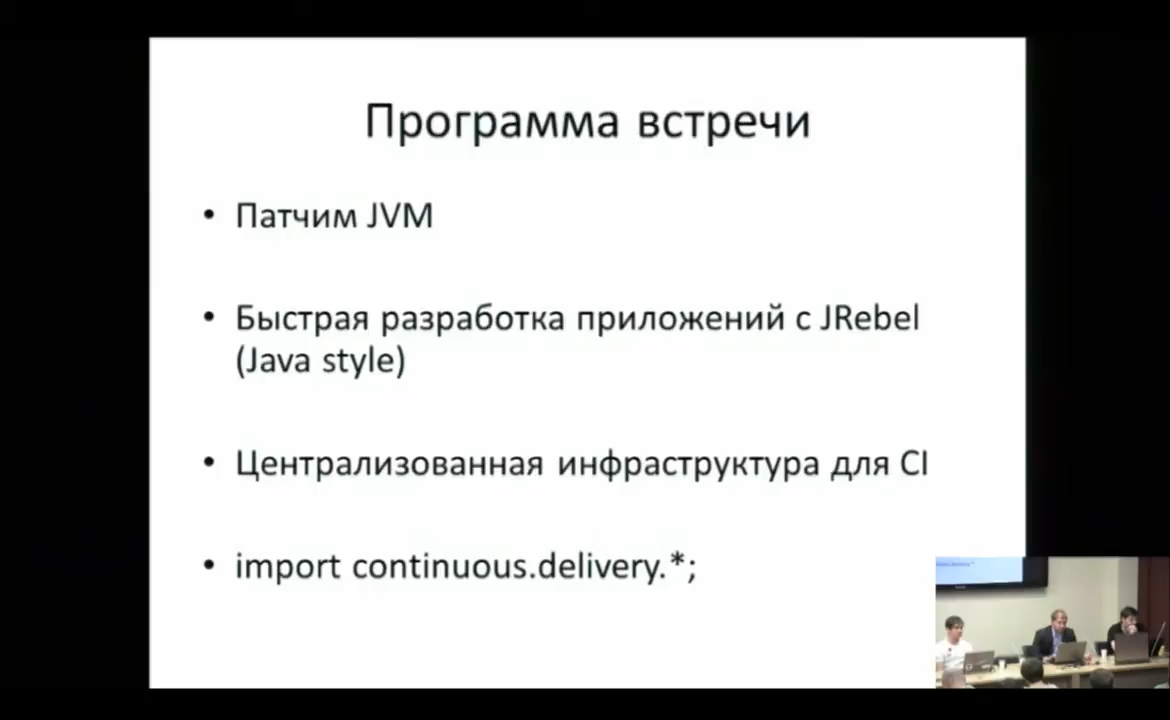 Программа встречи
• Патчим JVM
• Быстрая разработка приложений с JRebel
(Java style)
• Централизованная инфраструктура для CI
• import continuous.delivery.*;